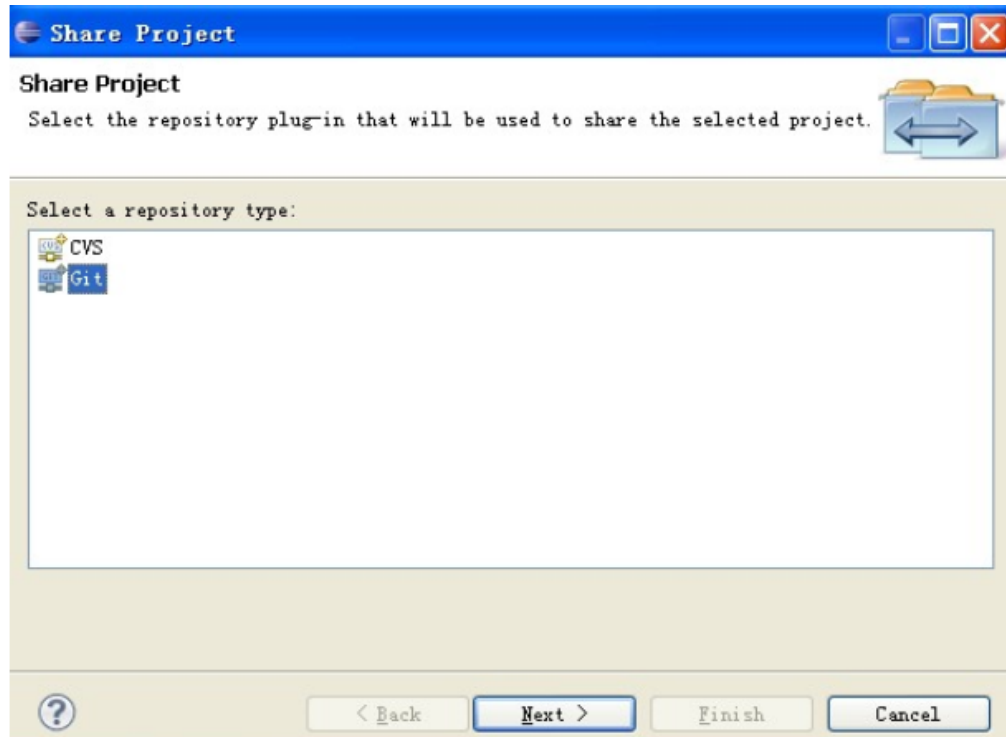 Share Project
Share Project
Select the repository plug-in that will be used to share the selected project.
Select a repository type:
CVS
Git
?
< Back
Next >
Finish
Cancel